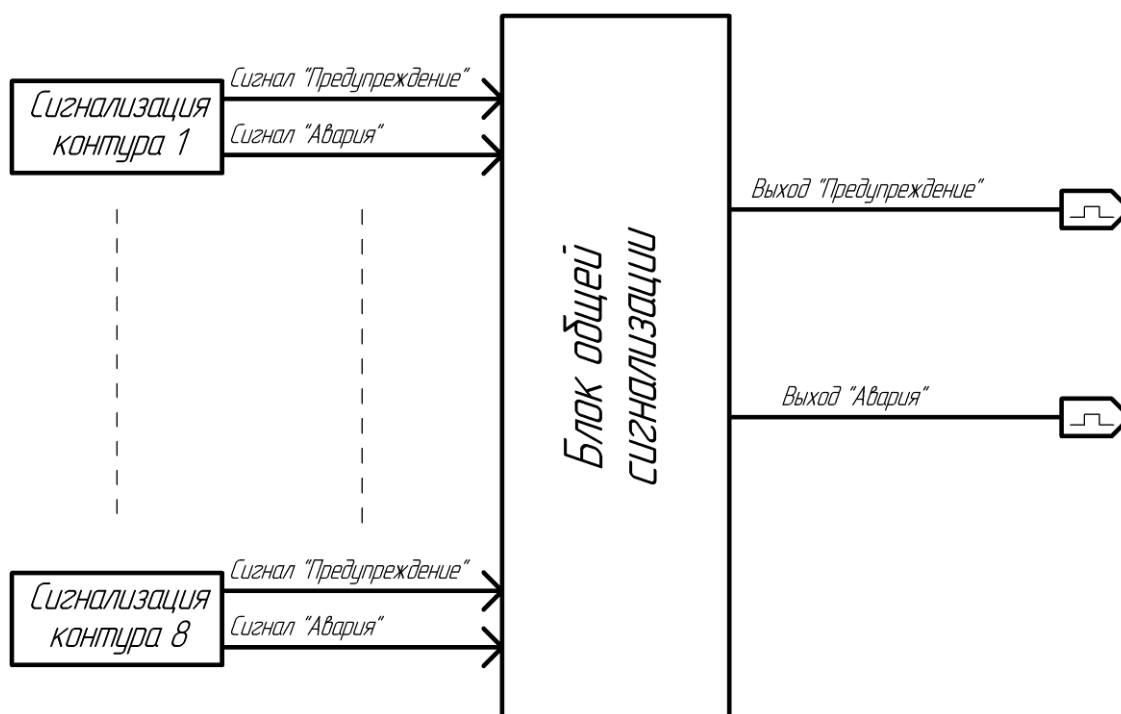 Сигнализация
контура 1
Сигнал "Предупреждение"
Сигнал "Авария"
Блок общей
сигнализации
Выход "Предупреждение"
Выход "Авария"
Сигнализация
контура 8
Сигнал "Предупреждение"
Сигнал "Авария"